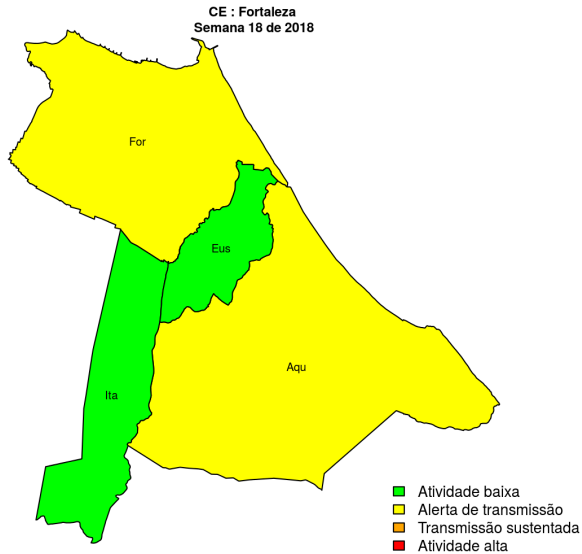 CE : Fortaleza
Semana 18 de 2018
For
Eus
Aqu
Ita
Atividade baixa
Alerta de transmissão
Transmissão sustentada
Atividade alta